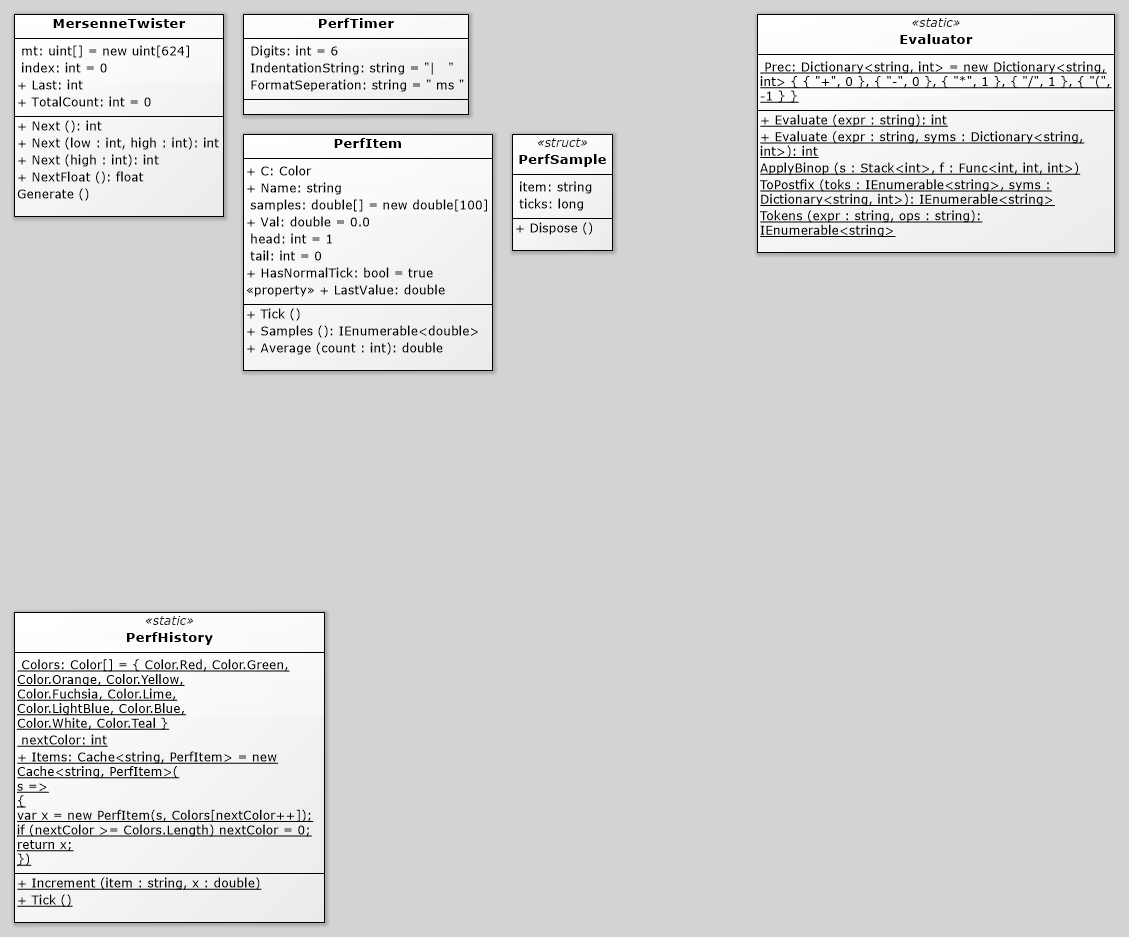 MersenneTwister
mt: uint[] = new uint[624]
index: int = 0
+ Last: int
+ TotalCount: int = 0
+ Next (): int
+ Next (low : int, high : int): int
+ Next (high : int): int
+ NextFloat (): float
Generate ()
PerfTimer
Digits: int = 6
IndentationString: string = "|   "
FormatSeperation: string = " ms "
PerfItem
+ C: Color
+ Name: string
samples: double[] = new double[100]
+ Val: double = 0.0
head: int = 1
tail: int = 0
+ HasNormalTick: bool = true
«property» + LastValue: double
+ Tick ()
+ Samples (): IEnumerable<double>
+ Average (count : int): double
«struct»
PerfSample
item: string
ticks: long
+ Dispose ()
«static»
Evaluator
Prec: Dictionary<string, int> = new Dictionary<string,
int> { { "+", 0 }, { "-", 0 }, { "*", 1 }, { "/", 1 }, { "(",
-1 } }
+ Evaluate (expr : string): int
+ Evaluate (expr : string, syms : Dictionary<string,
int>): int
ApplyBinop (s : Stack<int>, f : Func<int, int, int>)
ToPostfix (toks : IEnumerable<string>, syms :
Dictionary<string, int>): IEnumerable<string>
Tokens (expr : string, ops : string):
IEnumerable<string>
«static»
PerfHistory
Colors: Color[] = { Color.Red, Color.Green,
Color.Orange, Color.Yellow,
Color.Fuchsia, Color.Lime,
Color.LightBlue, Color.Blue,
Color.White, Color.Teal }
nextColor: int
+ Items: Cache<string, PerfItem> = new
Cache<string, PerfItem>(
s =>
{
var x = new PerfItem(s, Colors[nextColor++]);
if (nextColor >= Colors.Length) nextColor = 0;
return x;
})
+ Increment (item : string, x : double)
+ Tick ()